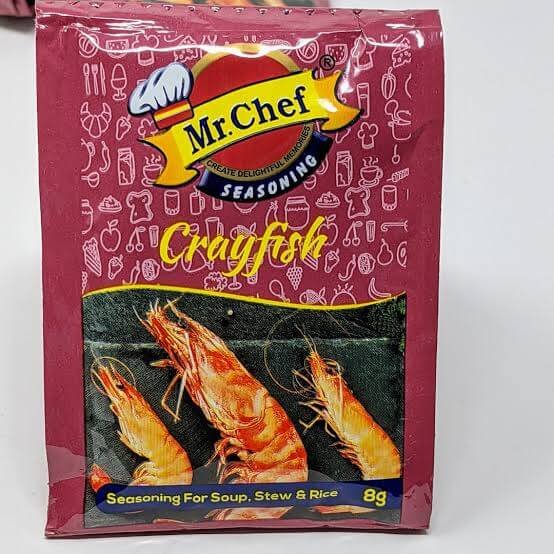 ®
Mr.Chef
CREATE DELIGHTFUL MEMORIES
SEASONING
Crayfish
Seasoning For Soup, Stew & Rice 8g